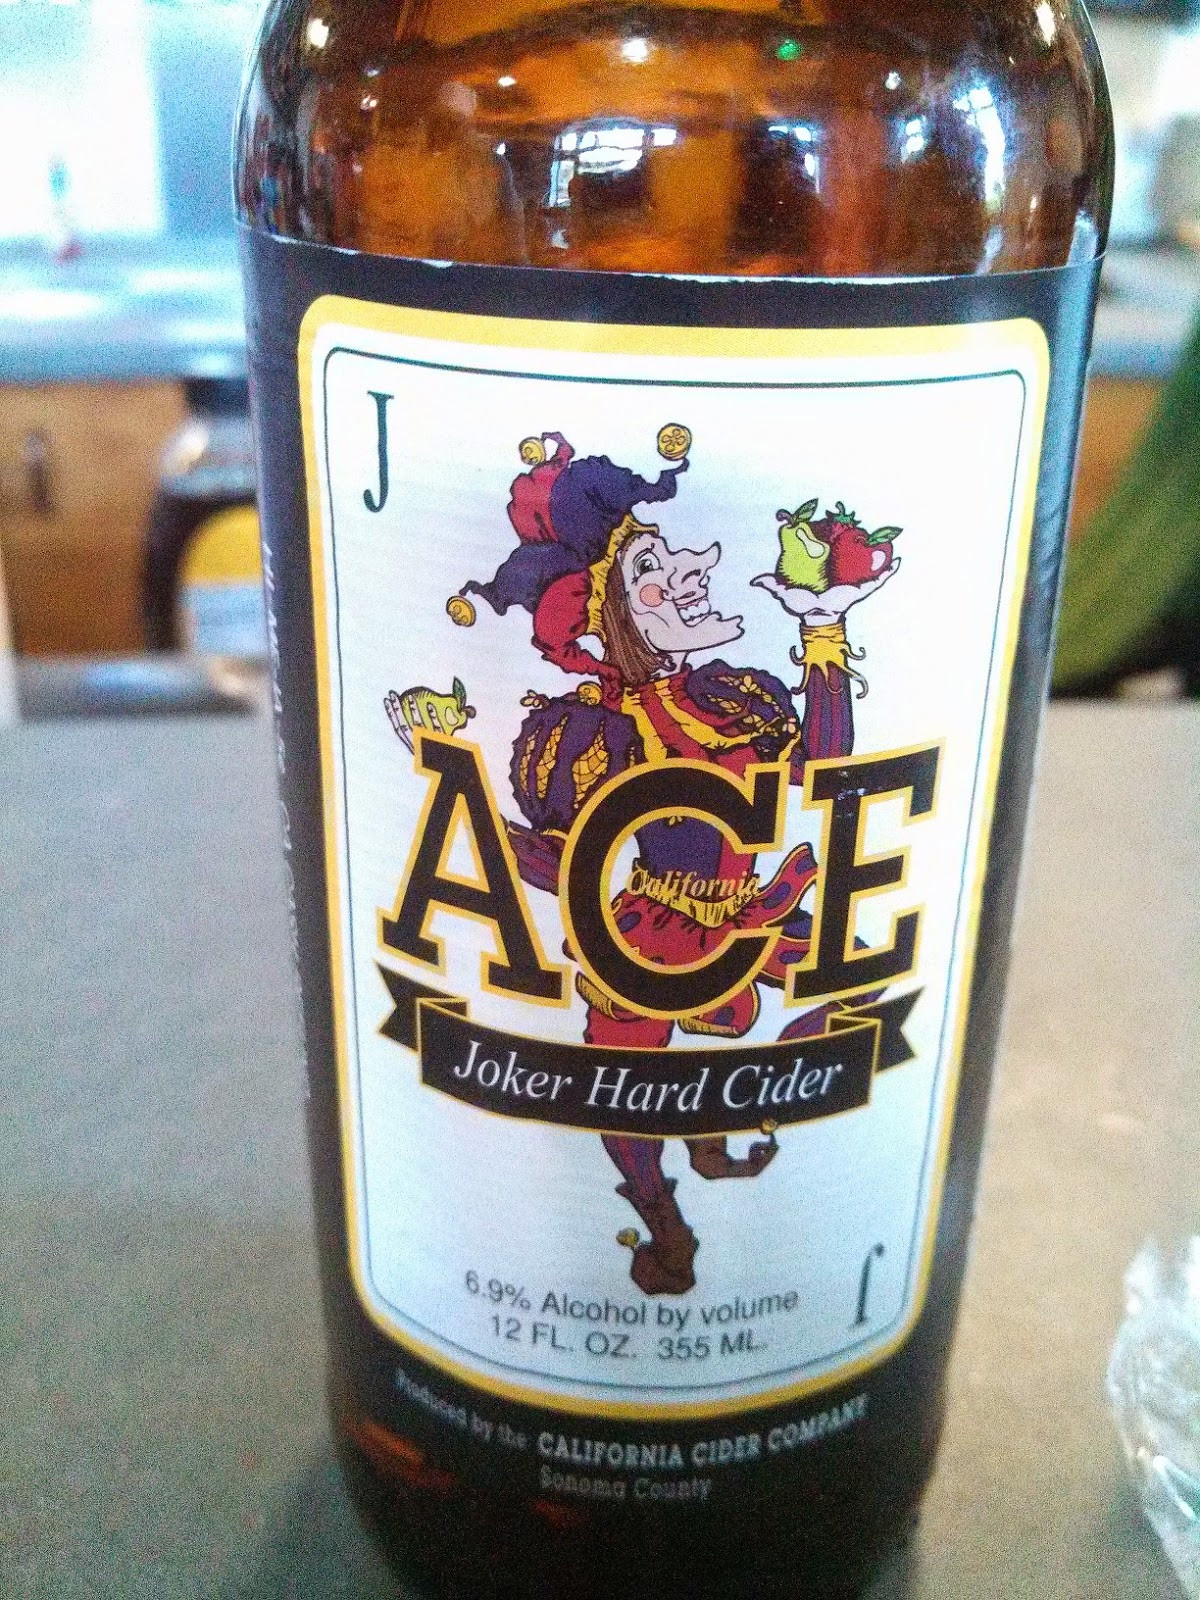 J
ACE
California
Joker Hard Cider
6.9% Alcohol by volume
12 FL. OZ. 355 ML.
J
Produced by the CALIFORNIA CIDER COMPANY
Sonoma County